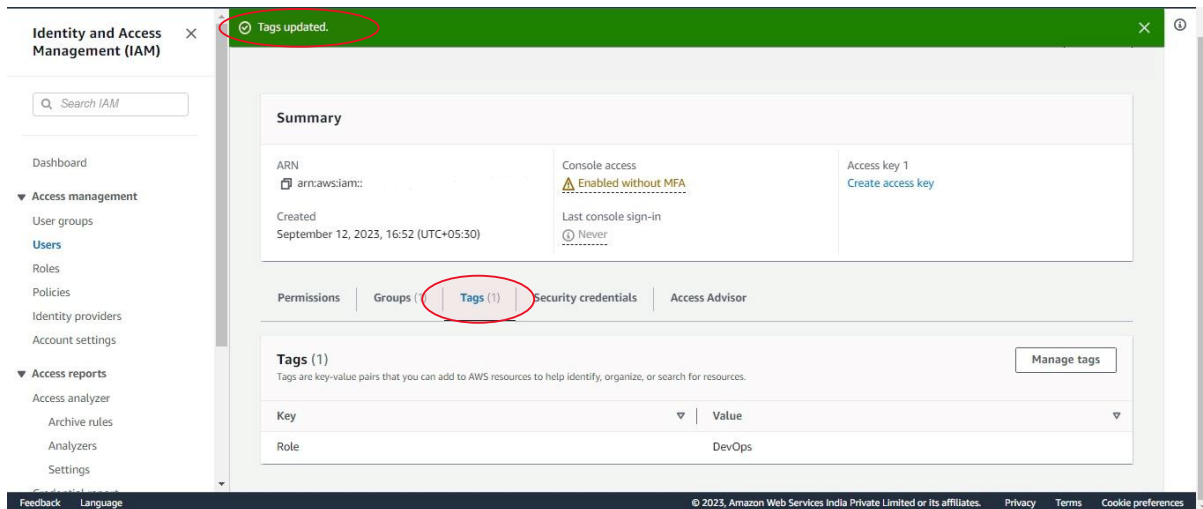 Identity and Access
Management (IAM)
Search IAM
Dashboard
Access management
User groups
Users
Roles
Policies
Identity providers
Account settings
Access reports
Access analyzer
Archive rules
Analyzers
Settings
Credential report
Tags updated.
Summary
ARN
arn:aws:iam::
Created
September 12, 2023, 16:52 (UTC+05:30)
Console access
Enabled without MFA
Last console sign-in
Never
Access key 1
Create access key
Permissions Groups (1) Tags (1) Security credentials Access Advisor
Tags (1)
Tags are key-value pairs that you can add to AWS resources to help identify, organize, or search for resources.
Manage tags
Key Value
Role DevOps
Feedback Language © 2023, Amazon Web Services India Private Limited or its affiliates. Privacy Terms Cookie preferences